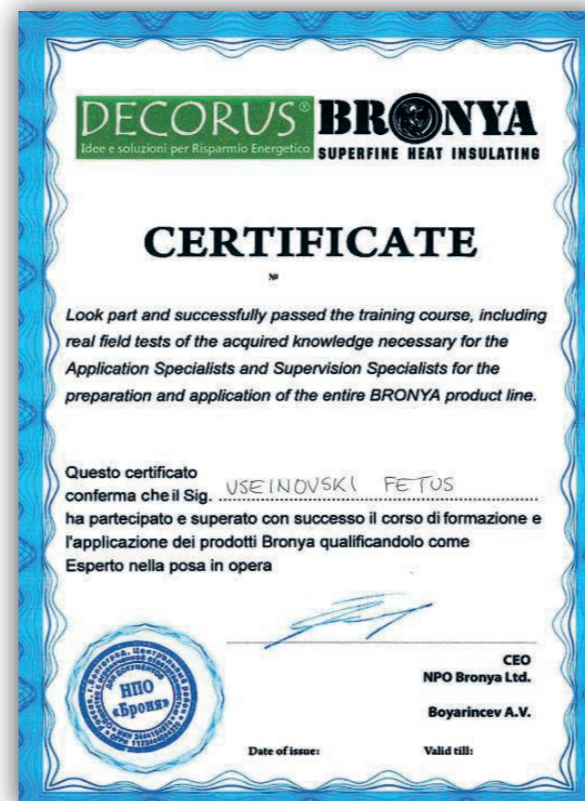 DECORUS®
Idee e soluzioni per Risparmio Energetico
BRONYA
SUPERFINE HEAT INSULATING
CERTIFICATE
№
Look part and successfully passed the training course, including
real field tests of the acquired knowledge necessary for the
Application Specialists and Supervision Specialists for the
preparation and application of the entire BRONYA product line.
Questo certificato
conferma che il Sig. USEINOVSKI FETUS
ha partecipato e superato con successo il corso di formazione e
l'applicazione dei prodotti Bronya qualificandolo come
Esperto nella posa in opera
CEO
NPO Bronya Ltd.
Boyarincev A.V.
НПО
«Броня»
Date of issue: Valid till: